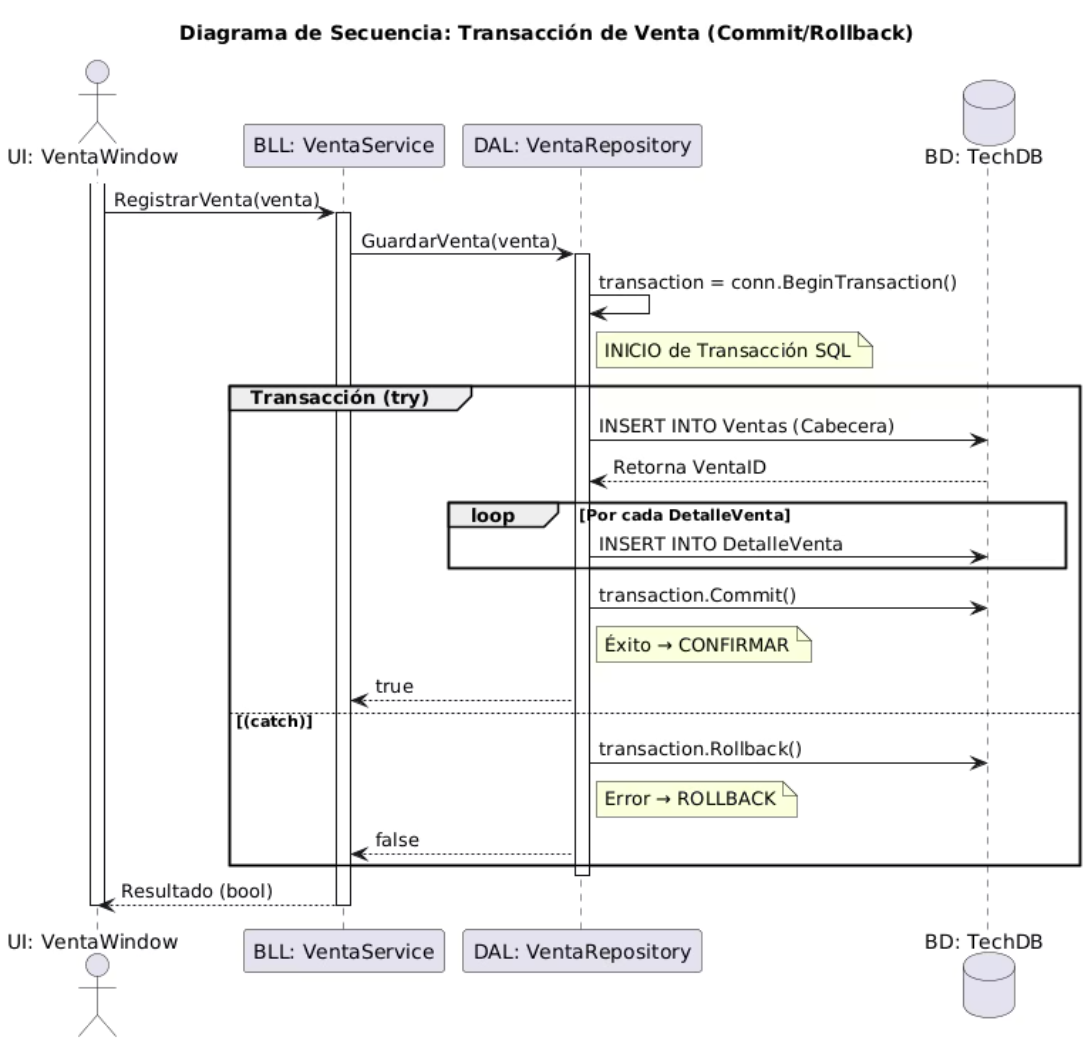 Diagrama de Secuencia: Transacción de Venta (Commit/Rollback)
UI: VentaWindow
BLL: VentaService
DAL: VentaRepository
BD: TechDB
RegistrarVenta(venta)
GuardarVenta(venta)
transaction = conn.BeginTransaction()
INICIO de Transacción SQL
Transacción (try)
INSERT INTO Ventas (Cabecera)
Retorna VentaID
loop
[Por cada DetalleVenta]
INSERT INTO DetalleVenta
transaction.Commit()
Éxito → CONFIRMAR
true
[(catch)]
transaction.Rollback()
Error → ROLLBACK
false
Resultado (bool)
UI: VentaWindow
BLL: VentaService
DAL: VentaRepository
BD: TechDB